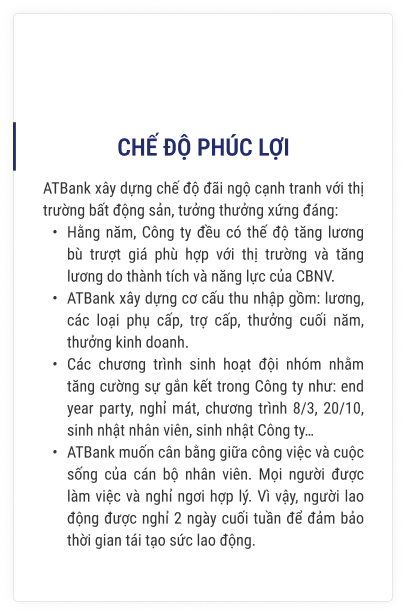 CHẾ ĐỘ PHÚC LỢI
ATBank xây dựng chế độ đãi ngộ cạnh tranh với thị
trường bất động sản, tưởng thưởng xứng đáng:
• Hằng năm, Công ty đều có thế độ tăng lương
bù trượt giá phù hợp với thị trường và tăng
lương do thành tích và năng lực của CBNV.
• ATBank xây dựng cơ cấu thu nhập gồm: lương,
các loại phụ cấp, trợ cấp, thưởng cuối năm,
thưởng kinh doanh.
• Các chương trình sinh hoạt đội nhóm nhằm
tăng cường sự gắn kết trong Công ty như: end
year party, nghỉ mát, chương trình 8/3, 20/10,
sinh nhật nhân viên, sinh nhật Công ty...
• ATBank muốn cân bằng giữa công việc và cuộc
sống của cán bộ nhân viên. Mọi người được
làm việc và nghỉ ngơi hợp lý. Vì vậy, người lao
động được nghỉ 2 ngày cuối tuần để đảm bảo
thời gian tái tạo sức lao động.